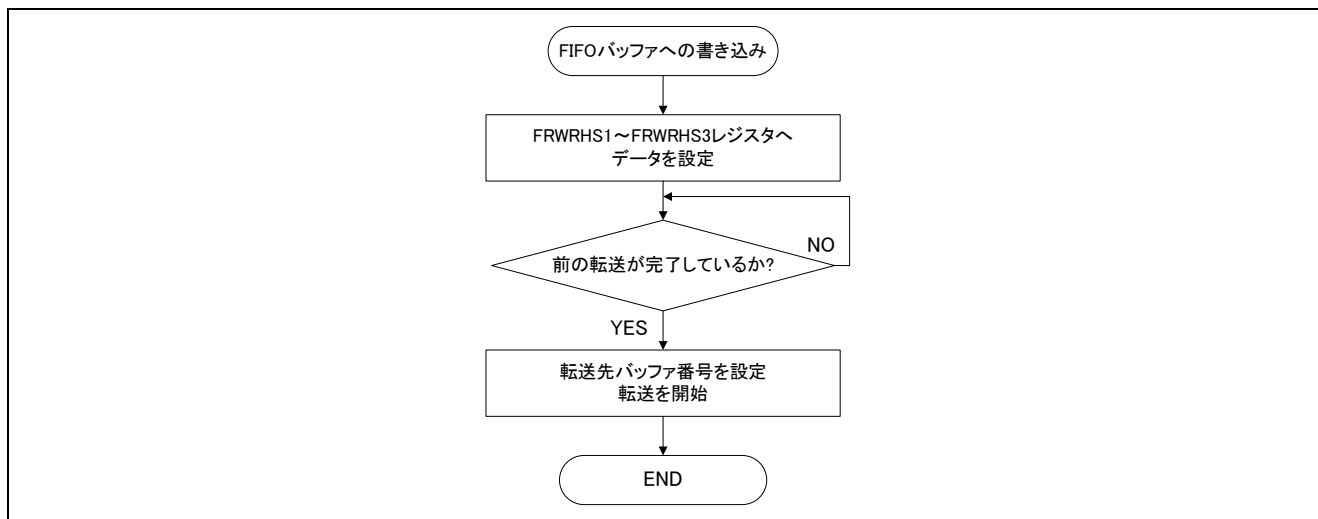 FIFOバッファへの書き込み
FRWRHS1～FRWRHS3レジスタへ
データを設定
NO
前の転送が完了しているか?
YES
転送先バッファ番号を設定
転送を開始
END